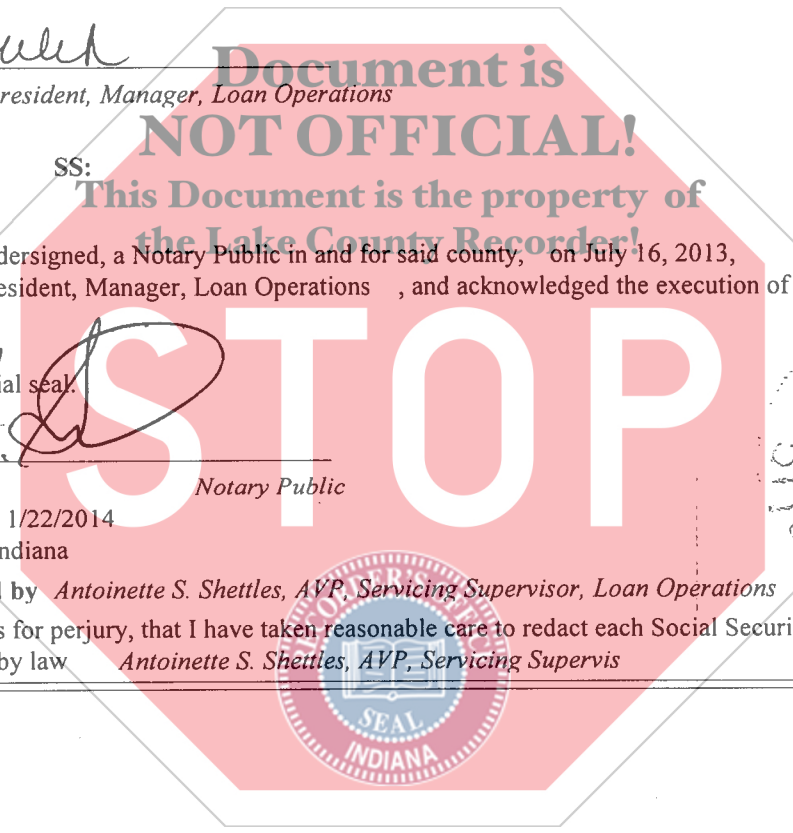 Document is
resident, Manager, Loan Operations
NOT OFFICIAL!
SS:
This Document is the property of
the Lake County Recorder!
dersigned, a Notary Public in and for said county, on July 16, 2013,
esident, Manager, Loan Operations , and acknowledged the execution of
STOP
ial seal.
Notary Public
1/22/2014
ndiana
by Antoinette S. Shettles, AVP, Servicing Supervisor, Loan Operations
s for perjury, that I have taken reasonable care to redact each Social Securi
by law Antoinette S. Shettles, AVP, Servicing Supervis
RECORDER'S OFFICE
SEAL
INDIANA